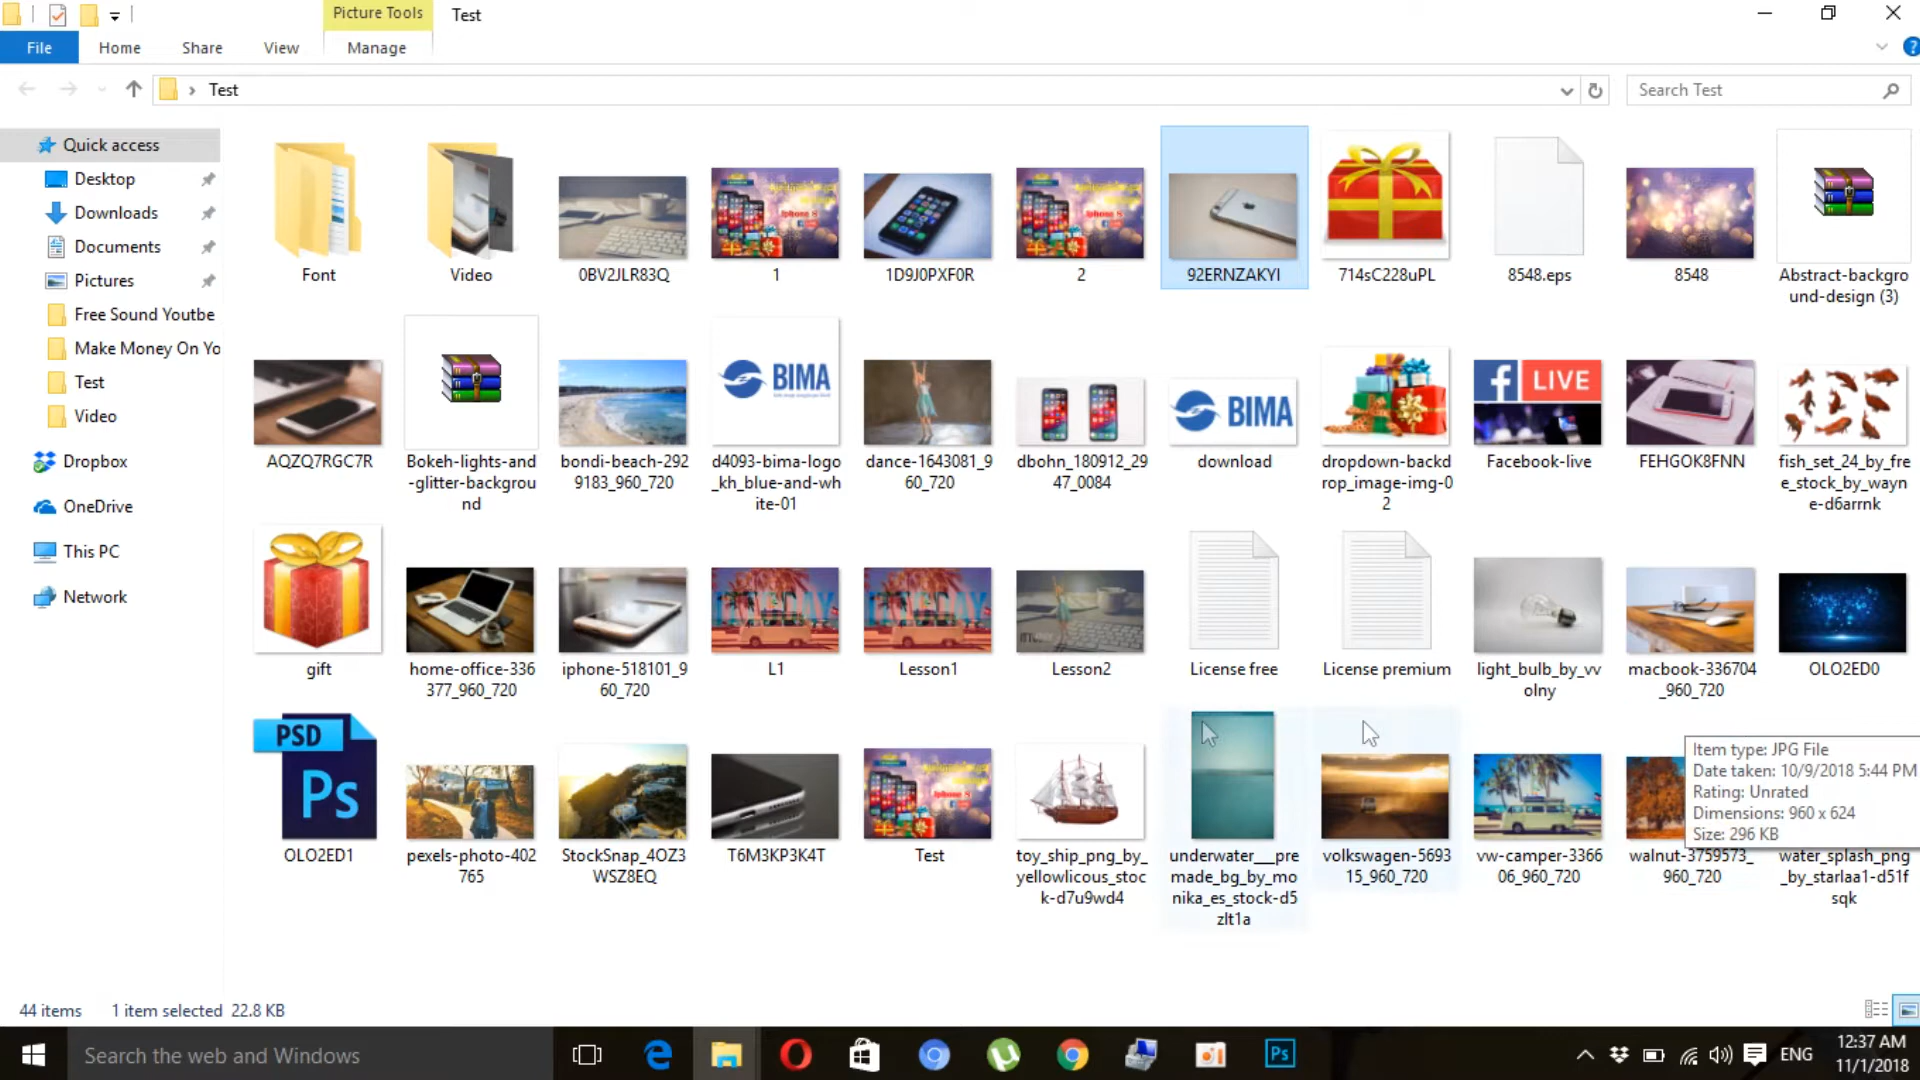 Picture Tools
Test
File
Home
Share
View
Manage
Test
Search Test
Quick access
Desktop
Downloads
Documents
Pictures
Free Sound Youtbe
Make Money On Yo
Test
Video
Dropbox
OneDrive
This PC
Network
Font
Video
0BV2JLR83Q
1
1D9J0PXF0R
2
92ERNZAKYI
714sC228uPL
8548.eps
8548
Abstract-backgro
und-design (3)
AQZQ7RGC7R
Bokeh-lights-and
-glitter-backgroun
d
bondi-beach-292
9183_960_720
BIMA
d4093-bima-logo
_kh_blue-and-wh
ite-01
dance-1643081_9
60_720
dbohn_180912_29
47_0084
BIMA
download
dropdown-backd
rop_image-img-0
2
f LIVE
Facebook-live
FEHGOK8FNN
fish_set_24_by_fre
e_stock_by_wayn
e-d6arrnk
gift
home-office-336
377_960_720
iphone-518101_9
60_720
L1
Lesson1
Lesson2
License free
License premium
light_bulb_by_vv
olny
macbook-336704
_960_720
OLO2ED0
PSD
Ps
OLO2ED1
pexels-photo-402
765
StockSnap_4OZ3
WSZ8EQ
T6M3KP3K4T
Iphone 8
Test
toy_ship_png_by_
yellowlicous_stoc
k-d7u9wd4
underwater___pre
made_bg_by_mo
nika_es_stock-d5
zlt1a
volkswagen-5693
15_960_720
vw-camper-3366
06_960_720
walnut-3759573_
960_720
water_splash_png
_by_starlaa1-d51f
sqk
Item type: JPG File
Date taken: 10/9/2018 5:44 PM
Rating: Unrated
Dimensions: 960 x 624
Size: 296 KB
44 items
1 item selected 22.8 KB
Search the web and Windows
Ps
ENG
12:37 AM
11/1/2018